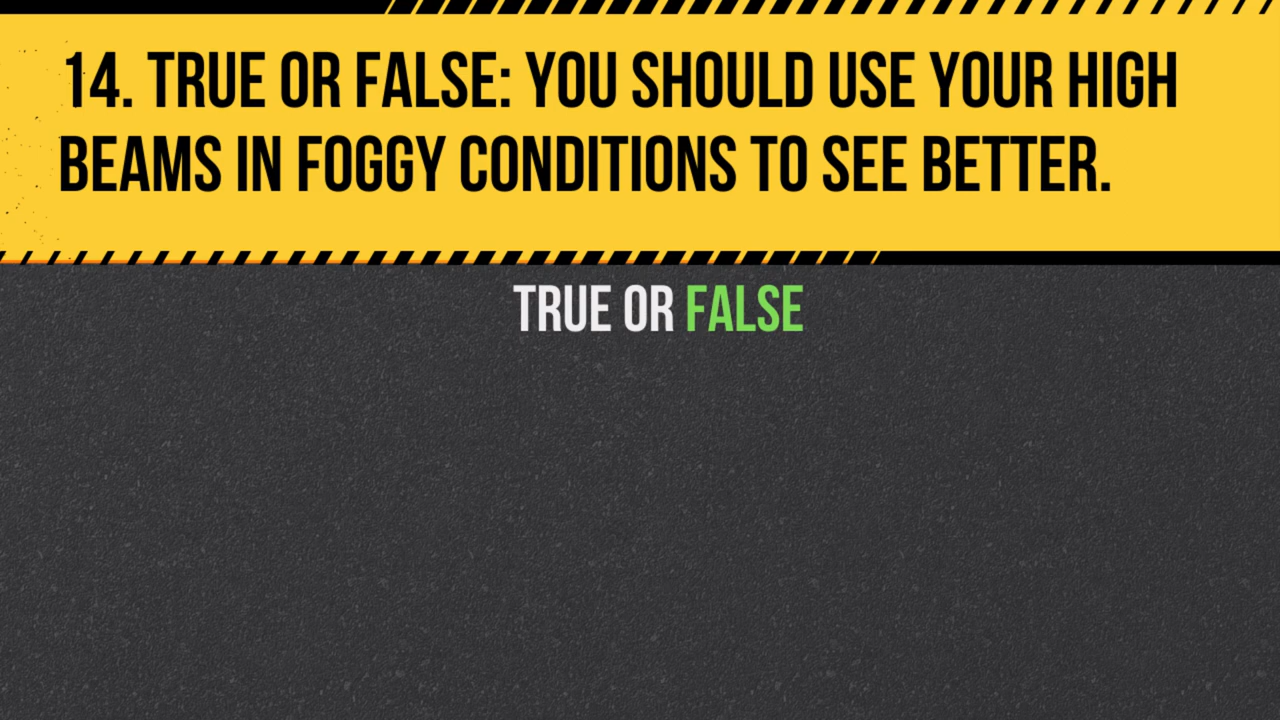 14. TRUE OR FALSE: YOU SHOULD USE YOUR HIGH
BEAMS IN FOGGY CONDITIONS TO SEE BETTER.
TRUE OR FALSE